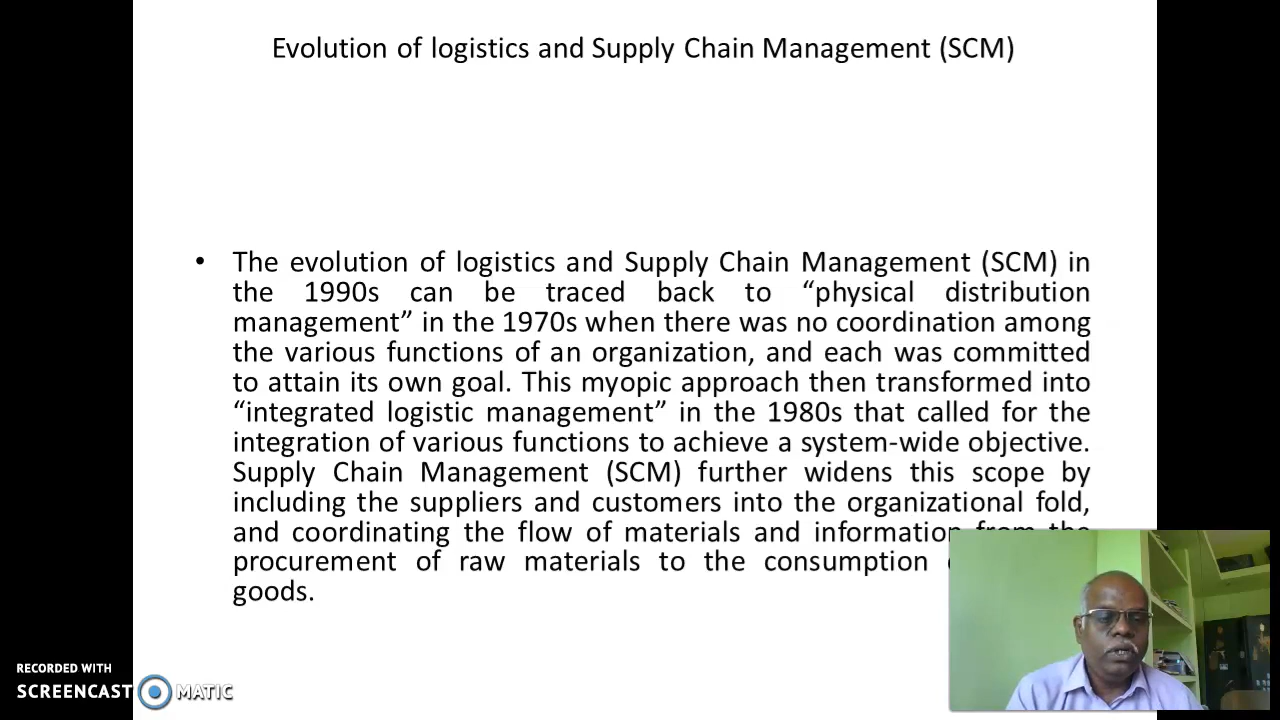 Evolution of logistics and Supply Chain Management (SCM)
• The evolution of logistics and Supply Chain Management (SCM) in
the 1990s can be traced back to “physical distribution
management” in the 1970s when there was no coordination among
the various functions of an organization, and each was committed
to attain its own goal. This myopic approach then transformed into
“integrated logistic management” in the 1980s that called for the
integration of various functions to achieve a system-wide objective.
Supply Chain Management (SCM) further widens this scope by
including the suppliers and customers into the organizational fold,
and coordinating the flow of materials and information from the
procurement of raw materials to the consumption
goods.
RECORDED WITH
SCREENCAST MATIC